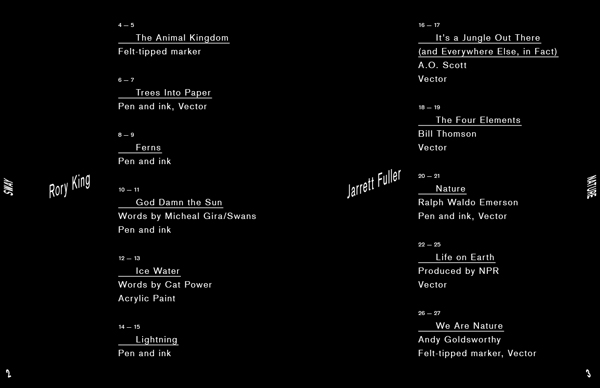 SWAY
Rory King
4 — 5
The Animal Kingdom
Felt-tipped marker
6 — 7
Trees Into Paper
Pen and ink, Vector
8 — 9
Ferns
Pen and ink
10 — 11
God Damn the Sun
Words by Micheal Gira/Swans
Pen and ink
12 — 13
Ice Water
Words by Cat Power
Acrylic Paint
14 — 15
Lightning
Pen and ink
2
Jarrett Fuller
16 — 17
It's a Jungle Out There
(and Everywhere Else, in Fact)
A.O. Scott
Vector
18 — 19
The Four Elements
Bill Thomson
Vector
20 — 21
Nature
Ralph Waldo Emerson
Pen and ink, Vector
22 — 25
Life on Earth
Produced by NPR
Vector
26 — 27
We Are Nature
Andy Goldsworthy
Felt-tipped marker, Vector
NATURE
3